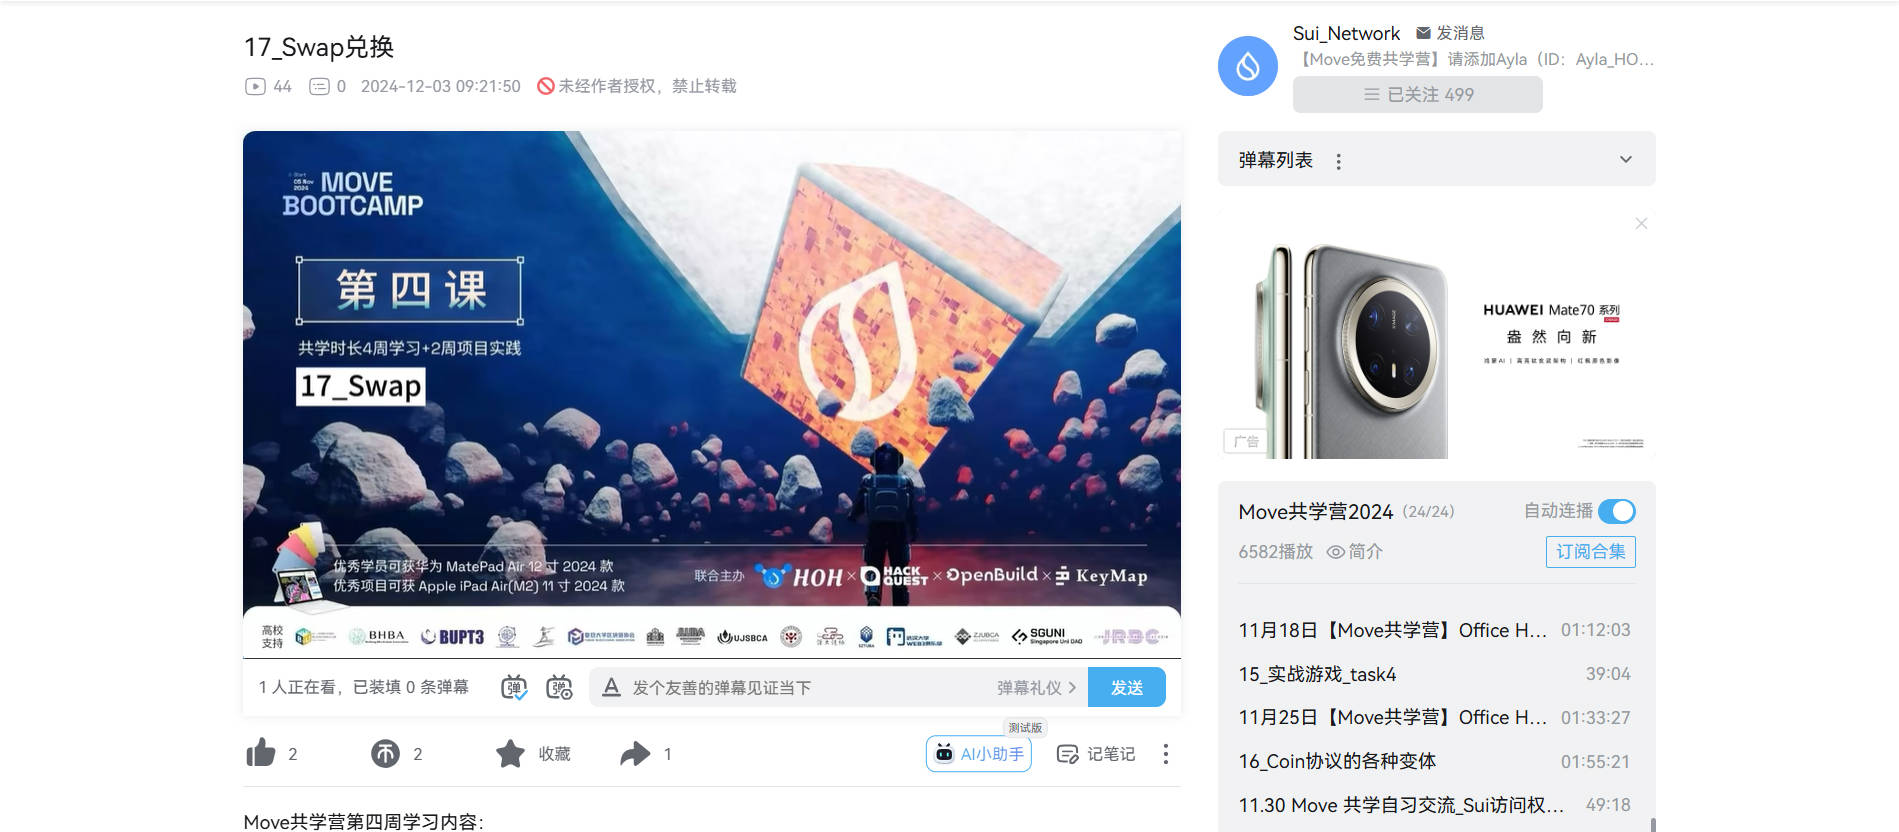 17_Swap兑换
44 0 2024-12-03 09:21:50 未经作者授权，禁止转载
Start
05 Nov
2024
MOVE
BOOTCAMP
第四课
共学时长4周学习+2周项目实践
17_Swap
优秀学员可获华为 MatePad Air 12 寸 2024 款
优秀项目可获 Apple iPad Air(M2) 11 寸 2024 款
联合主办 HOH × HACK QUEST × OpenBuild × KeyMap
高校
支持
BHBA
BUPT3
UJSBCA
ZJUBCA
SGUNI
Singapore Uni DAO
JRBC
1 人正在看，已装填 0 条弹幕
弹
弹
A 发个友善的弹幕见证当下
弹幕礼仪
发送
2 2 收藏 1
测试版
AI小助手
记笔记
Move共学营第四周学习内容：
Sui_Network 发消息
【Move免费共学营】请添加Ayla（ID：Ayla_HO...
已关注 499
弹幕列表
HUAWEI Mate70 系列
盎然向新
广告
Move共学营2024（24/24）
自动连播
6582播放 简介
订阅合集
11月18日【Move共学营】Office H... 01:12:03
15_实战游戏_task4 39:04
11月25日【Move共学营】Office H... 01:33:27
16_Coin协议的各种变体 01:55:21
11.30 Move 共学自习交流_Sui访问权... 49:18